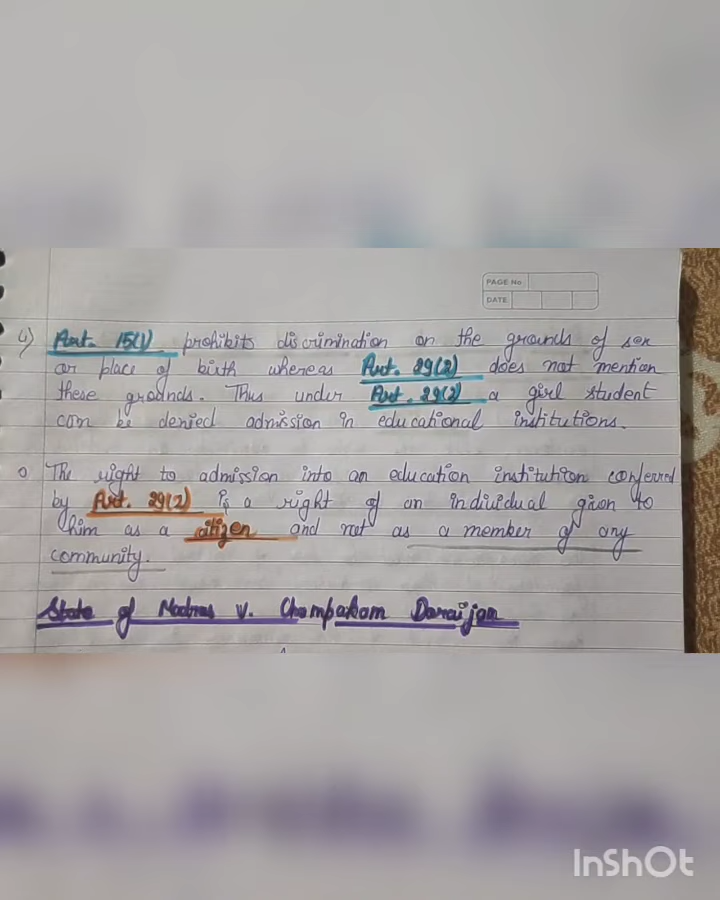 PAGE No.
DATE
4) Art. 15(1) prohibits discrimination on the grounds of sex
or place of birth whereas Art. 29(2) does not mention
these grounds. Thus under Art. 29(2) a girl student
can be denied admission in educational institutions.
o The right to admission into an education institution conferred
by Art. 29(2) is a right of an individual given to
him as a citizen and not as a member of any
community.
State of Madras v. Champakam Doraijan
InShOt